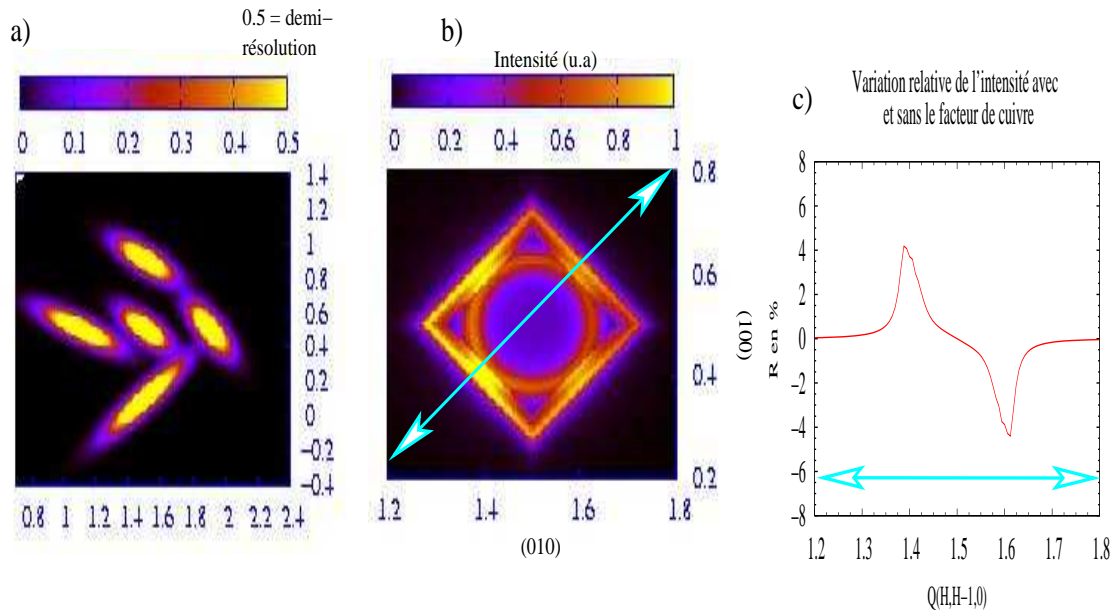 a)
0.5 = demi−
résolution
0 0.1 0.2 0.3 0.4 0.5
1.4
1.2
1
0.8
0.6
0.4
0.2
0
−0.2
−0.4
0.8 1 1.2 1.4 1.6 1.8 2 2.2 2.4
b)
Intensité (u.a)
0 0.2 0.4 0.6 0.8 1
0.8
0.6
0.4
0.2
1.2 1.4 1.6 1.8
(010)
(100)
c)
Variation relative de l'intensité avec
et sans le facteur de cuivre
R en %
8
6
4
2
0
−2
−4
−6
−8
1.2 1.3 1.4 1.5 1.6 1.7 1.8
Q(H,H−1,0)